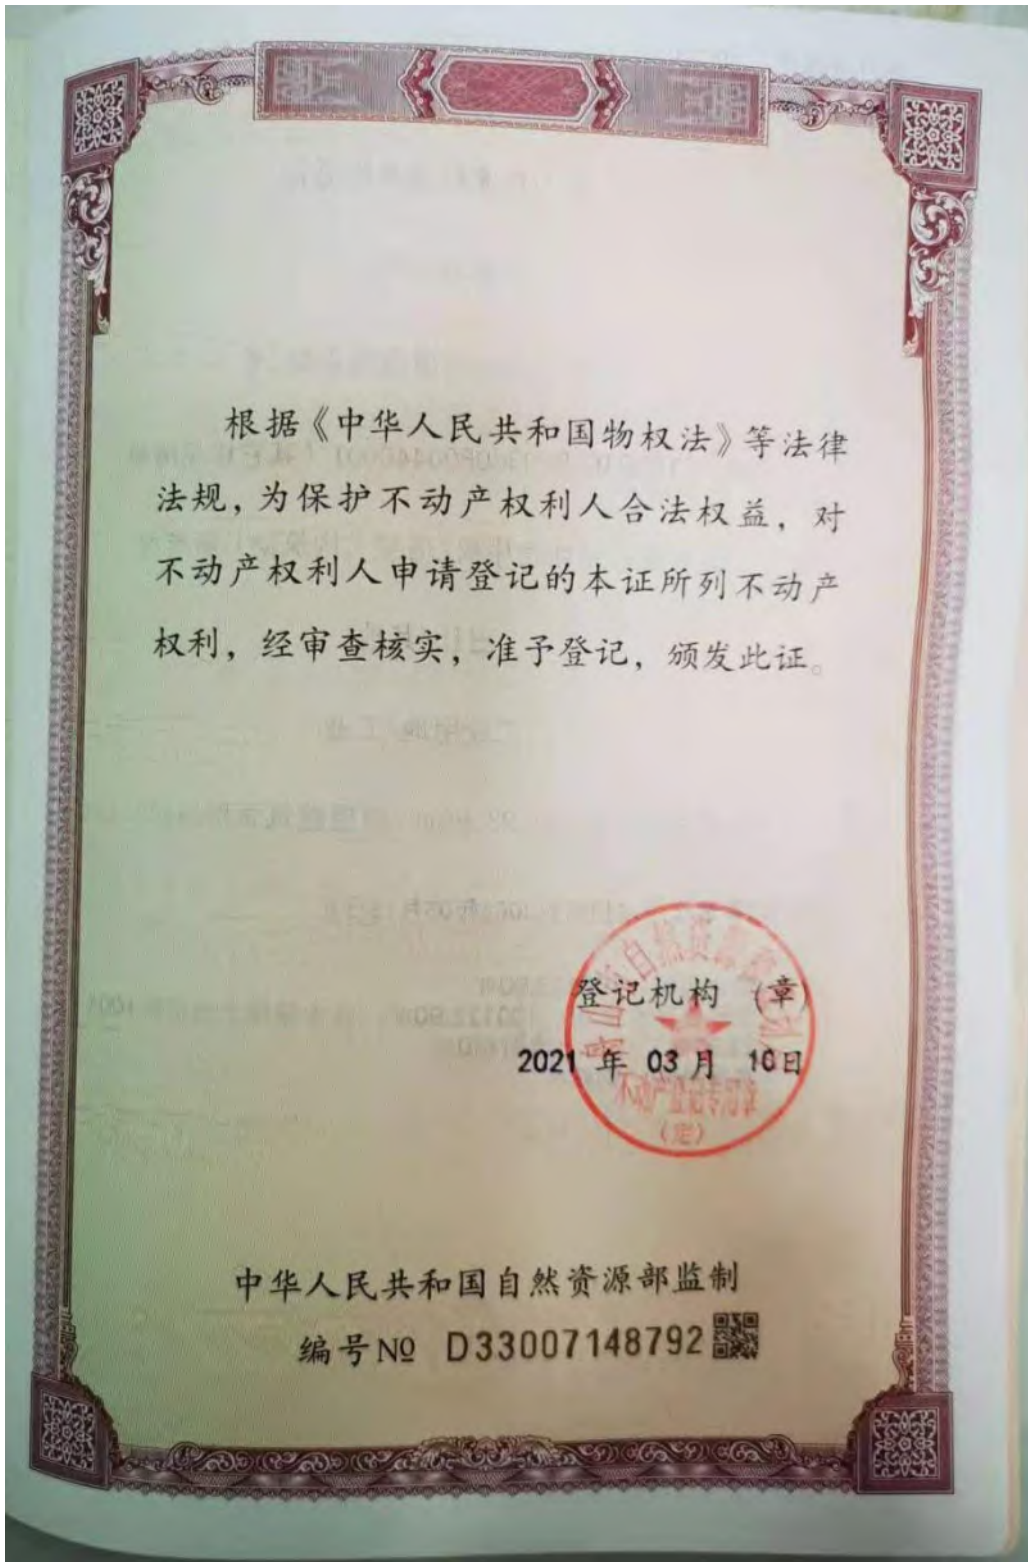 根据《中华人民共和国物权法》等法律
法规，为保护不动产权利人合法权益，对
不动产权利人申请登记的本证所列不动产
权利，经审查核实，准予登记，颁发此证。
登记机构（章）
2021 年 03 月 10日
自然资源
不动产登记专用章
（定）
中华人民共和国自然资源部监制
编号№ D33007148792